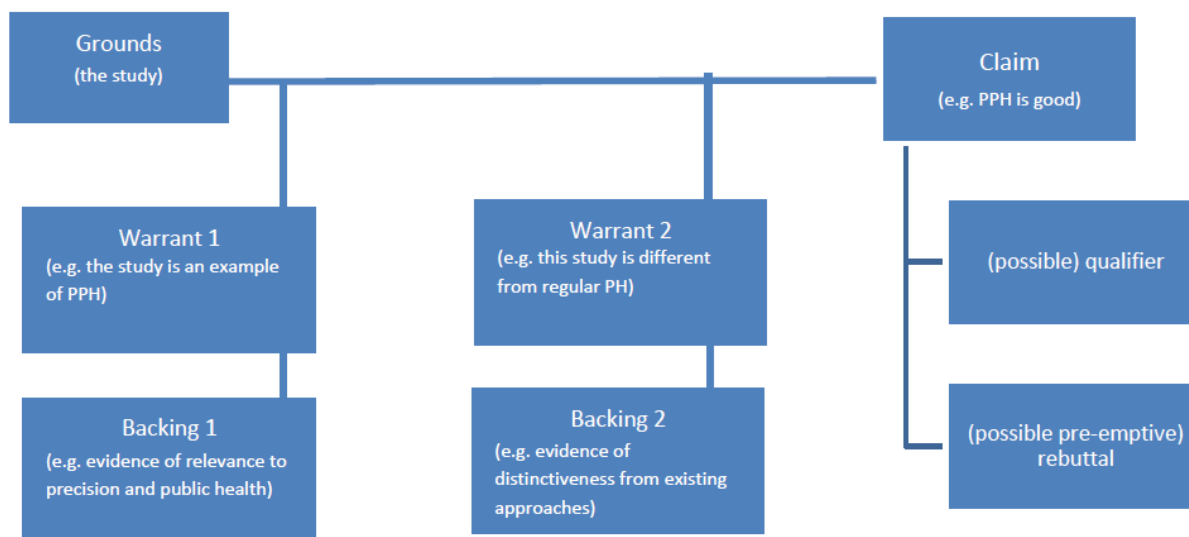 Grounds
(the study)
Claim
(e.g. PPH is good)
Warrant 1
(e.g. the study is an example
of PPH)
Warrant 2
(e.g. this study is different
from regular PH)
(possible) qualifier
Backing 1
(e.g. evidence of relevance to
precision and public health)
Backing 2
(e.g. evidence of
distinctiveness from existing
approaches)
(possible pre-emptive)
rebuttal